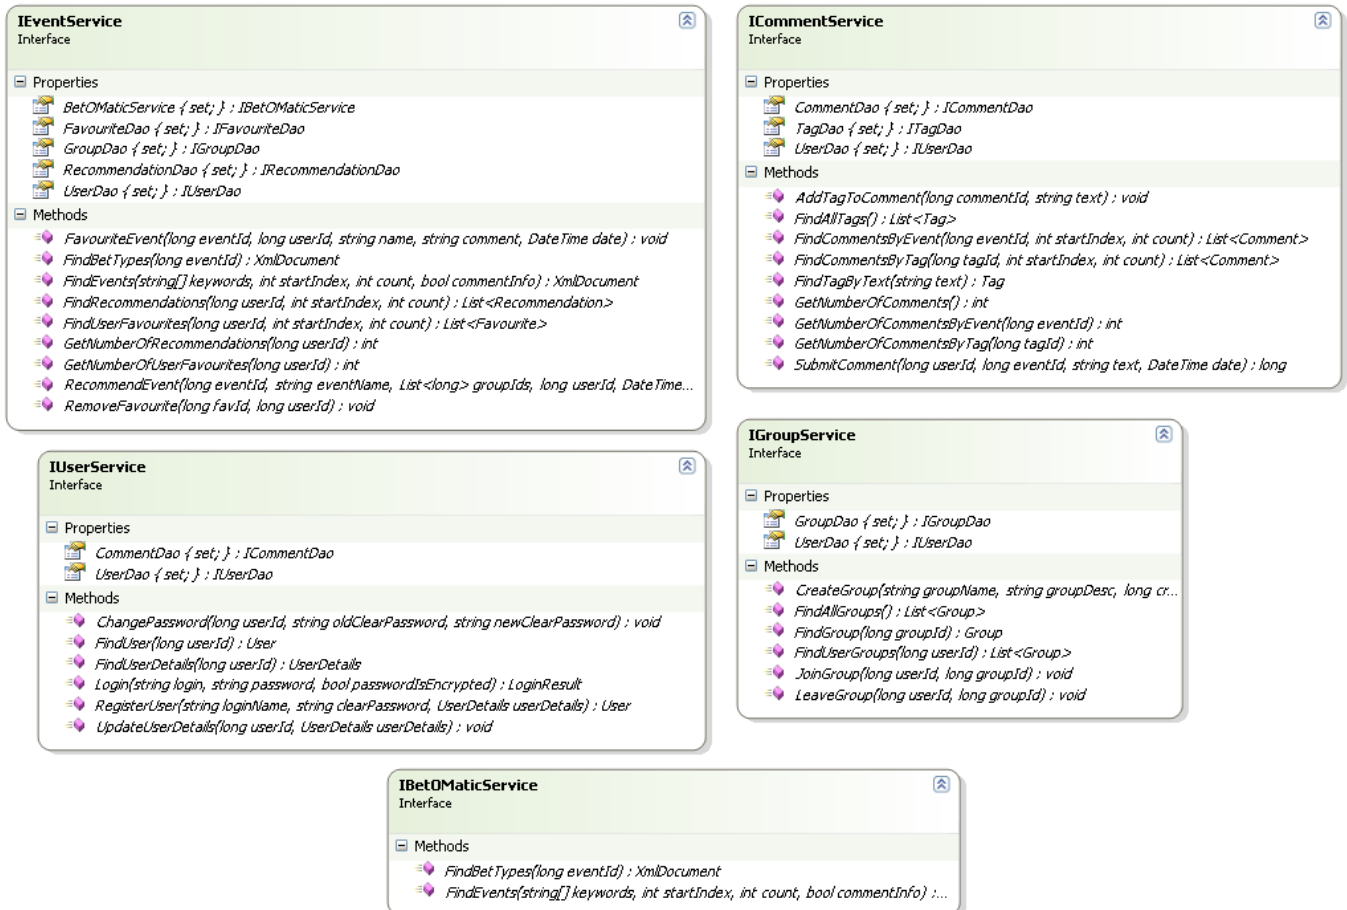 IEventService
Interface
Properties
BetOMaticService { set; } : IBetOMaticService
FavouriteDao { set; } : IFavouriteDao
GroupDao { set; } : IGroupDao
RecommendationDao { set; } : IRecommendationDao
UserDao { set; } : IUserDao
Methods
FavouriteEvent(long eventId, long userId, string name, string comment, DateTime date) : void
FindBetTypes(long eventId) : XmlDocument
FindEvents(string[] keywords, int startIndex, int count, bool commentInfo) : XmlDocument
FindRecommendations(long userId, int startIndex, int count) : List<Recommendation>
FindUserFavourites(long userId, int startIndex, int count) : List<Favourite>
GetNumberOfRecommendations(long userId) : int
GetNumberOfUserFavourites(long userId) : int
RecommendEvent(long eventId, string eventName, List<long> groupIds, long userId, DateTime...
RemoveFavourite(long favId, long userId) : void
ICommentService
Interface
Properties
CommentDao { set; } : ICommentDao
TagDao { set; } : ITagDao
UserDao { set; } : IUserDao
Methods
AddTagToComment(long commentId, string text) : void
FindAllTags() : List<Tag>
FindCommentsByEvent(long eventId, int startIndex, int count) : List<Comment>
FindCommentsByTag(long tagId, int startIndex, int count) : List<Comment>
FindTagByText(string text) : Tag
GetNumberOfComments() : int
GetNumberOfCommentsByEvent(long eventId) : int
GetNumberOfCommentsByTag(long tagId) : int
SubmitComment(long userId, long eventId, string text, DateTime date) : long
IUserService
Interface
Properties
CommentDao { set; } : ICommentDao
UserDao { set; } : IUserDao
Methods
ChangePassword(long userId, string oldClearPassword, string newClearPassword) : void
FindUser(long userId) : User
FindUserDetails(long userId) : UserDetails
Login(string login, string password, bool passwordIsEncrypted) : LoginResult
RegisterUser(string loginName, string clearPassword, UserDetails userDetails) : User
UpdateUserDetails(long userId, UserDetails userDetails) : void
IGroupService
Interface
Properties
GroupDao { set; } : IGroupDao
UserDao { set; } : IUserDao
Methods
CreateGroup(string groupName, string groupDesc, long cr...
FindAllGroups() : List<Group>
FindGroup(long groupId) : Group
FindUserGroups(long userId) : List<Group>
JoinGroup(long userId, long groupId) : void
LeaveGroup(long userId, long groupId) : void
IBetOMaticService
Interface
Methods
FindBetTypes(long eventId) : XmlDocument
FindEvents(string[] keywords, int startIndex, int count, bool commentInfo) :...